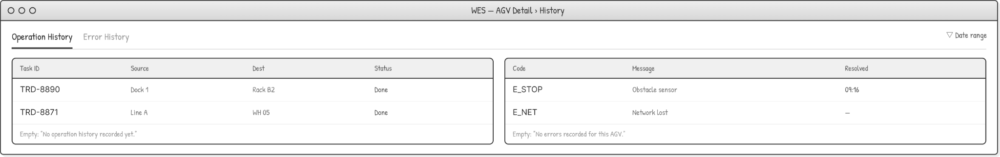 WES — AGV Detail › History
Operation History Error History ▽ Date range
Task ID Source Dest Status
TRD-8890 Dock 1 Rack B2 Done
TRD-8871 Line A WH 05 Done
Empty: "No operation history recorded yet."
Code Message Resolved
E_STOP Obstacle sensor 09:16
E_NET Network lost —
Empty: "No errors recorded for this AGV."